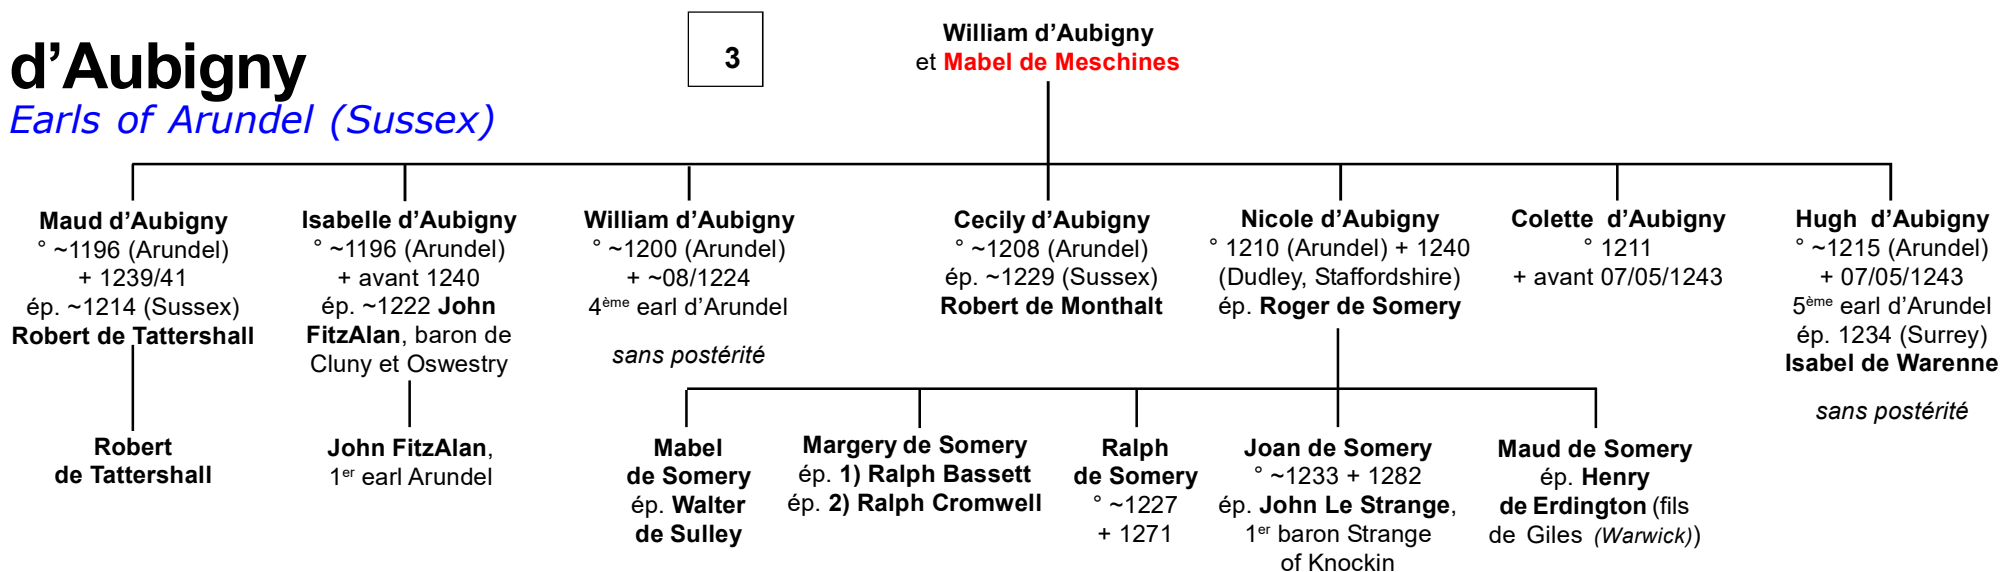 d’Aubigny
Earls of Arundel (Sussex)
3
William d’Aubigny
et Mabel de Meschines
Maud d’Aubigny
° ~1196 (Arundel)
+ 1239/41
ép. ~1214 (Sussex)
Robert de Tattershall
Isabelle d’Aubigny
° ~1196 (Arundel)
+ avant 1240
ép. ~1222 John
FitzAlan, baron de
Cluny et Oswestry
William d’Aubigny
° ~1200 (Arundel)
+ ~08/1224
4ème earl d’Arundel
sans postérité
Cecily d’Aubigny
° ~1208 (Arundel)
ép. ~1229 (Sussex)
Robert de Monthalt
Nicole d’Aubigny
° 1210 (Arundel) + 1240
(Dudley, Staffordshire)
ép. Roger de Somery
Colette d’Aubigny
° 1211
+ avant 07/05/1243
Hugh d’Aubigny
° ~1215 (Arundel)
+ 07/05/1243
5ème earl d’Arundel
ép. 1234 (Surrey)
Isabel de Warenne
sans postérité
Robert
de Tattershall
John FitzAlan,
1er earl Arundel
Mabel
de Somery
ép. Walter
de Sulley
Margery de Somery
ép. 1) Ralph Bassett
ép. 2) Ralph Cromwell
Ralph
de Somery
° ~1227
+ 1271
Joan de Somery
° ~1233 + 1282
ép. John Le Strange,
1er baron Strange
of Knockin
Maud de Somery
ép. Henry
de Erdington (fils
de Giles (Warwick))